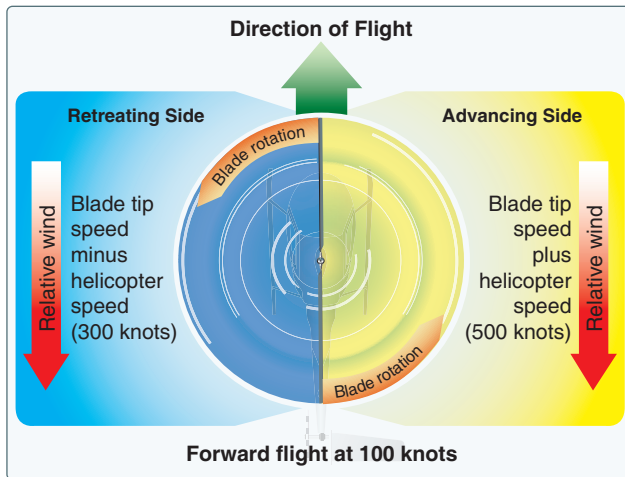 Direction of Flight
Retreating Side
Advancing Side
Blade rotation
Relative wind
Blade tip
speed
minus
helicopter
speed
(300 knots)
Blade tip
speed
plus
helicopter
speed
(500 knots)
Relative wind
Blade rotation
Forward flight at 100 knots